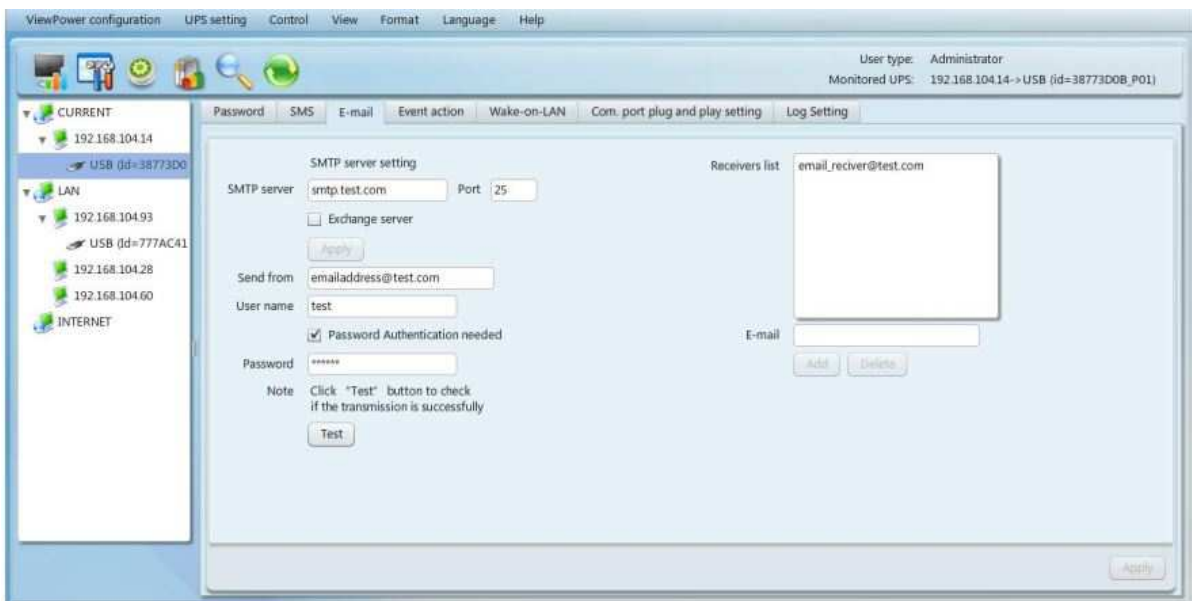 ViewPower configuration UPS setting Control View Format Language Help
User type: Administrator
Monitored UPS: 192.168.104.14->USB (id=38773D0B_P01)
CURRENT
192.168.104.14
USB (Id=38773D0
LAN
192.168.104.93
USB (Id=777AC41
192.168.104.28
192.168.104.60
INTERNET
Password SMS E-mail Event action Wake-on-LAN Com. port plug and play setting Log Setting
SMTP server setting
SMTP server smtp.test.com Port 25
Exchange server
Apply
Send from emailaddress@test.com
User name test
Password Authentication needed
Password ******
Note Click "Test" button to check
if the transmission is successfully
Test
Receivers list email_reciver@test.com
E-mail
Add Delete
Apply